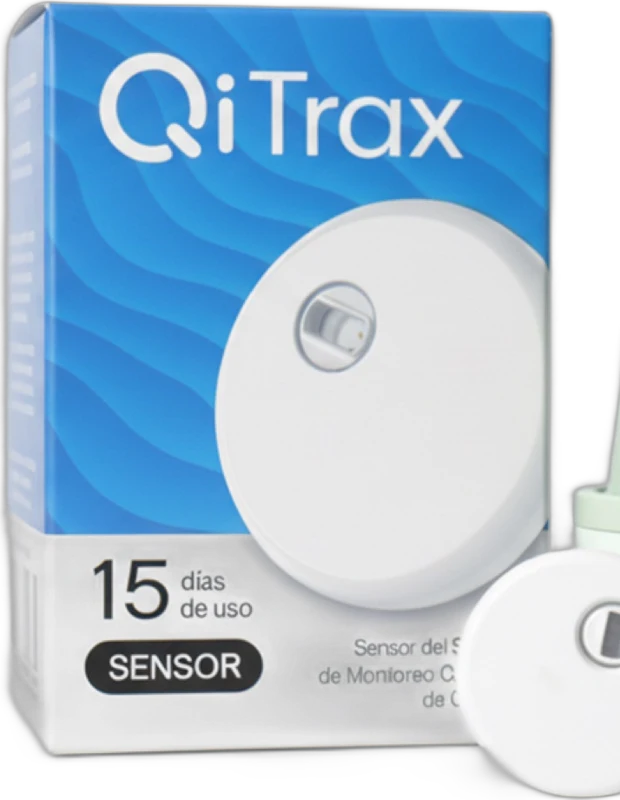 QiTrax
15 días
de uso
SENSOR
Sensor del
de Monitoreo
de